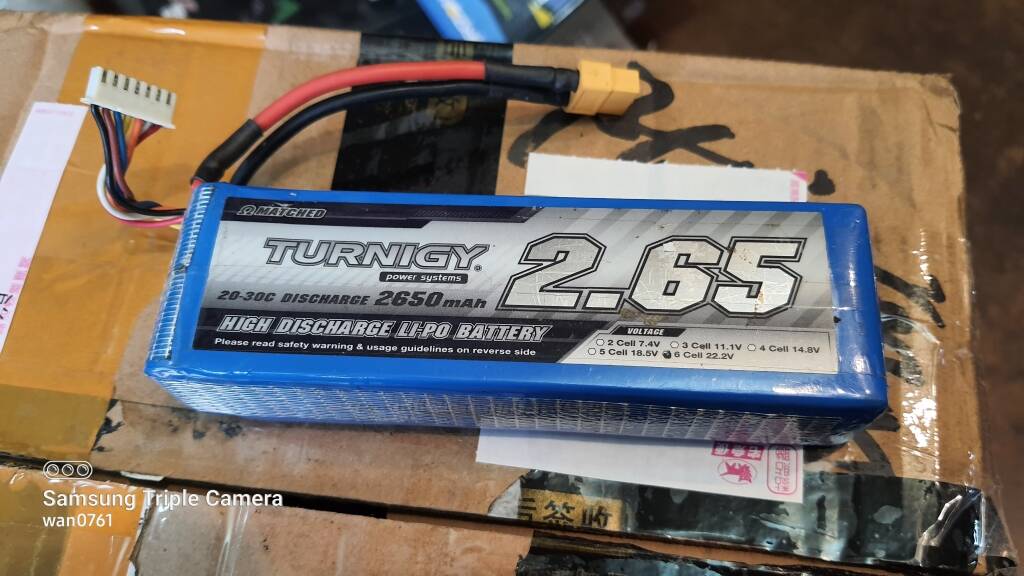 Ω MATCHED
TURNIGY®
power systems
2.65
20-30C DISCHARGE 2650mAh
HIGH DISCHARGE LI-PO BATTERY
Please read safety warning & usage guidelines on reverse side
VOLTAGE
2 Cell 7.4V 3 Cell 11.1V 4 Cell 14.8V
5 Cell 18.5V 6 Cell 22.2V
Samsung Triple Camera
wan0761